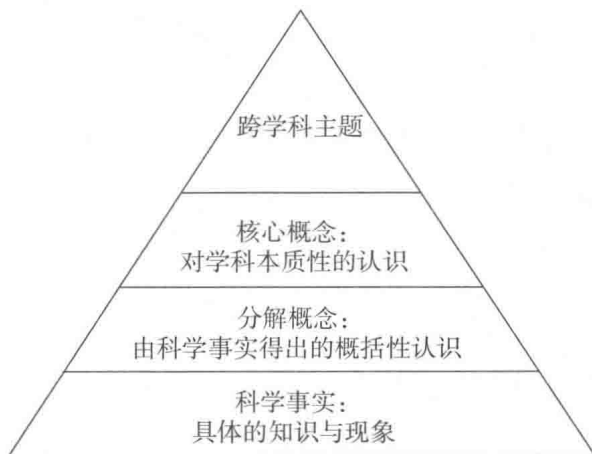 跨学科主题
核心概念：
对学科本质性的认识
分解概念：
由科学事实得出的概括性认识
科学事实：
具体的知识与现象